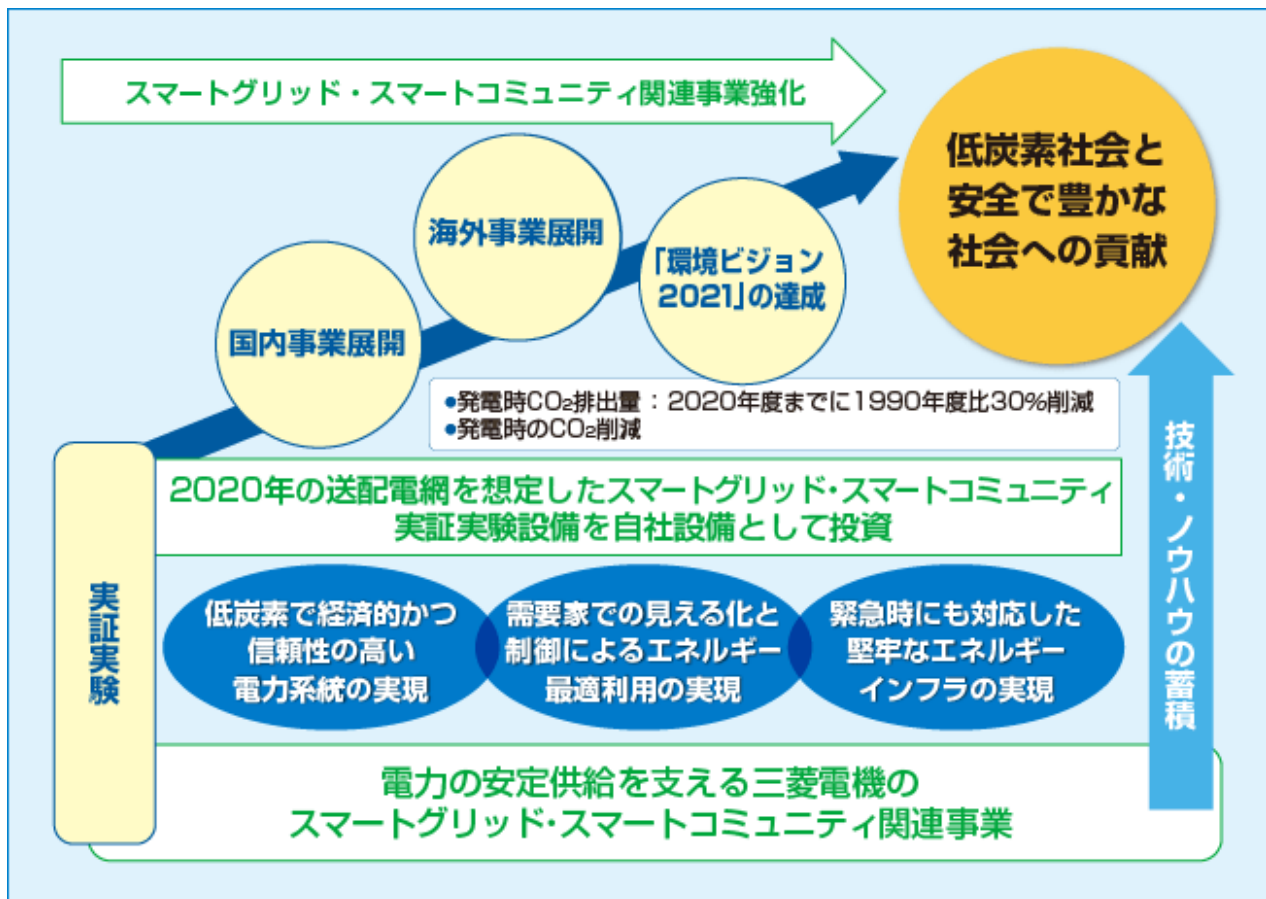 スマートグリッド・スマートコミュニティ関連事業強化
低炭素社会と
安全で豊かな
社会への貢献
海外事業展開
「環境ビジョン
2021」の達成
国内事業展開
●発電時CO₂排出量：2020年度までに1990年度比30%削減
●発電時のCO₂削減
技術・ノウハウの蓄積
実証実験
2020年の送配電網を想定したスマートグリッド・スマートコミュニティ
実証実験設備を自社設備として投資
低炭素で経済的かつ
信頼性の高い
電力系統の実現
需要家での見える化と
制御によるエネルギー
最適利用の実現
緊急時にも対応した
堅牢なエネルギー
インフラの実現
電力の安定供給を支える三菱電機の
スマートグリッド・スマートコミュニティ関連事業